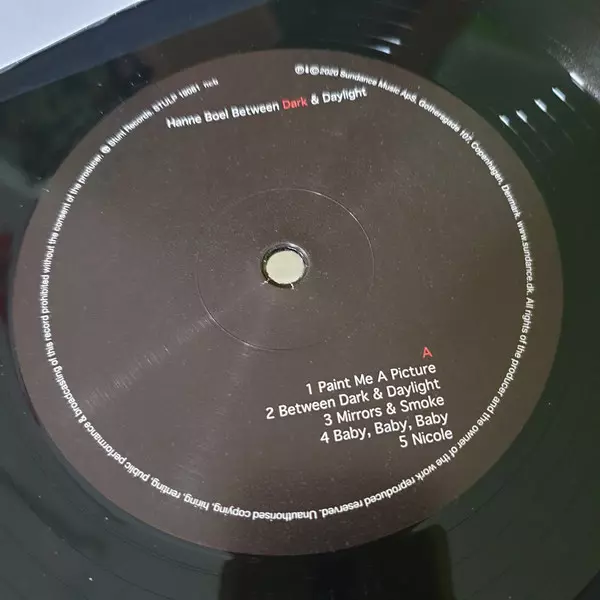 Hanne Boel Between Dark & Daylight
A
1 Paint Me A Picture
2 Between Dark & Daylight
3 Mirrors & Smoke
4 Baby, Baby, Baby
5 Nicole
℗ & © 2020 Sundance Music ApS, Gothersgade 107, Copenhagen, Denmark. www.sundance.dk. All rights of the producer and the owner of the work reproduced reserved. Unauthorised copying, hiring, renting, public performance & broadcasting of this record prohibited without the consent of the producer. @ Stunt Records STULP 19081 n©b